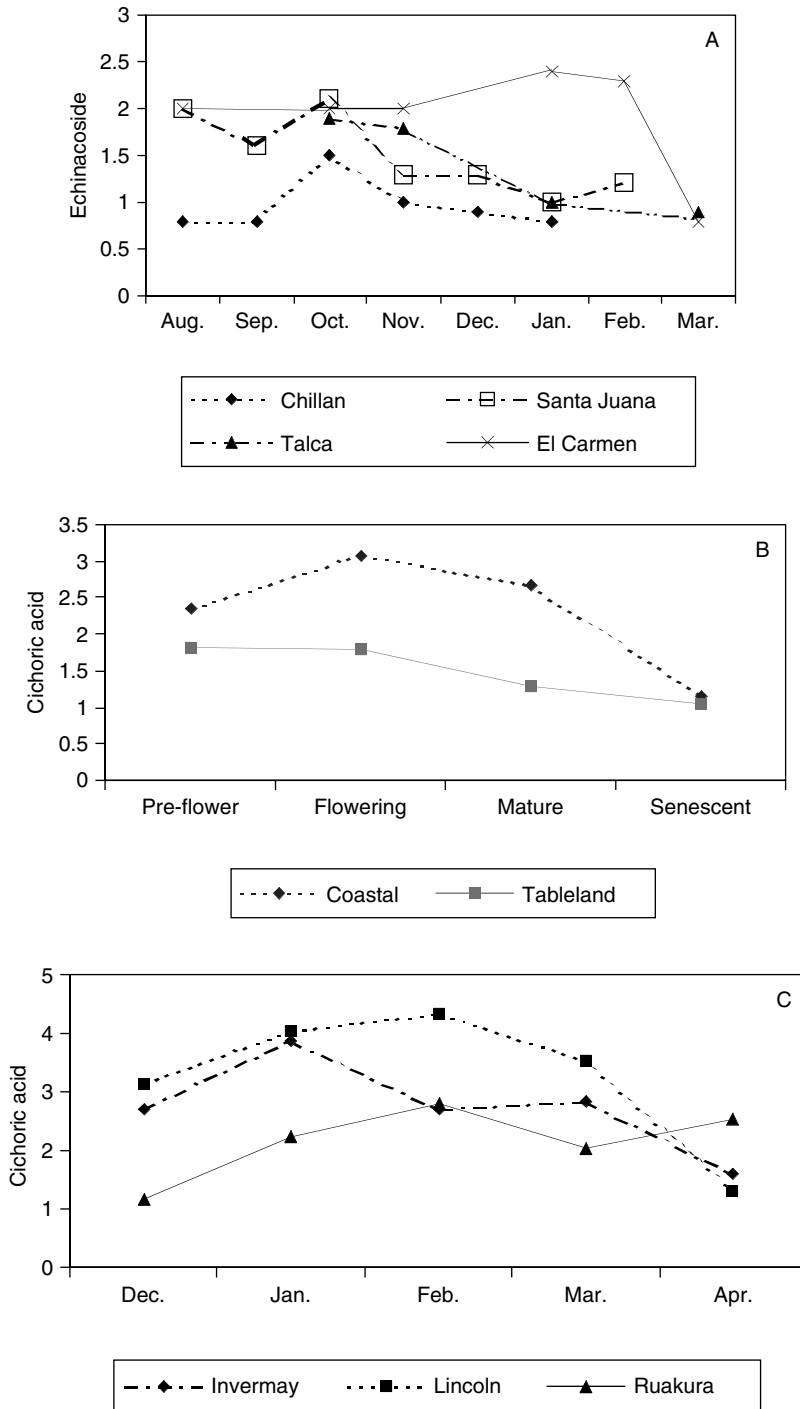 A
Echinacoside
3
2.5
2
1.5
1
0.5
0
Aug. Sep. Oct. Nov. Dec. Jan. Feb. Mar.
Chillan Santa Juana
Talca El Carmen
B
Cichoric acid
3.5
3
2.5
2
1.5
1
0.5
0
Pre-flower Flowering Mature Senescent
Coastal Tableland
C
Cichoric acid
5
4
3
2
1
0
Dec. Jan. Feb. Mar. Apr.
Invermay Lincoln Ruakura